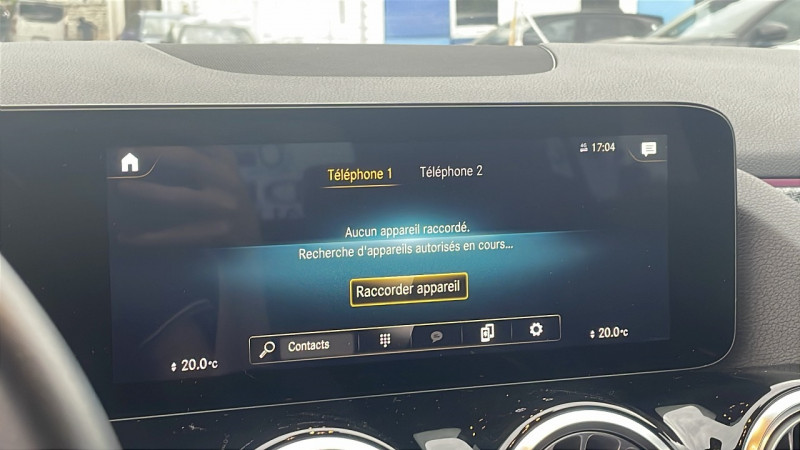 4G 17:04
Téléphone 1 Téléphone 2
Aucun appareil raccordé.
Recherche d'appareils autorisés en cours...
Raccorder appareil
Contacts
20.0°C 20.0°C